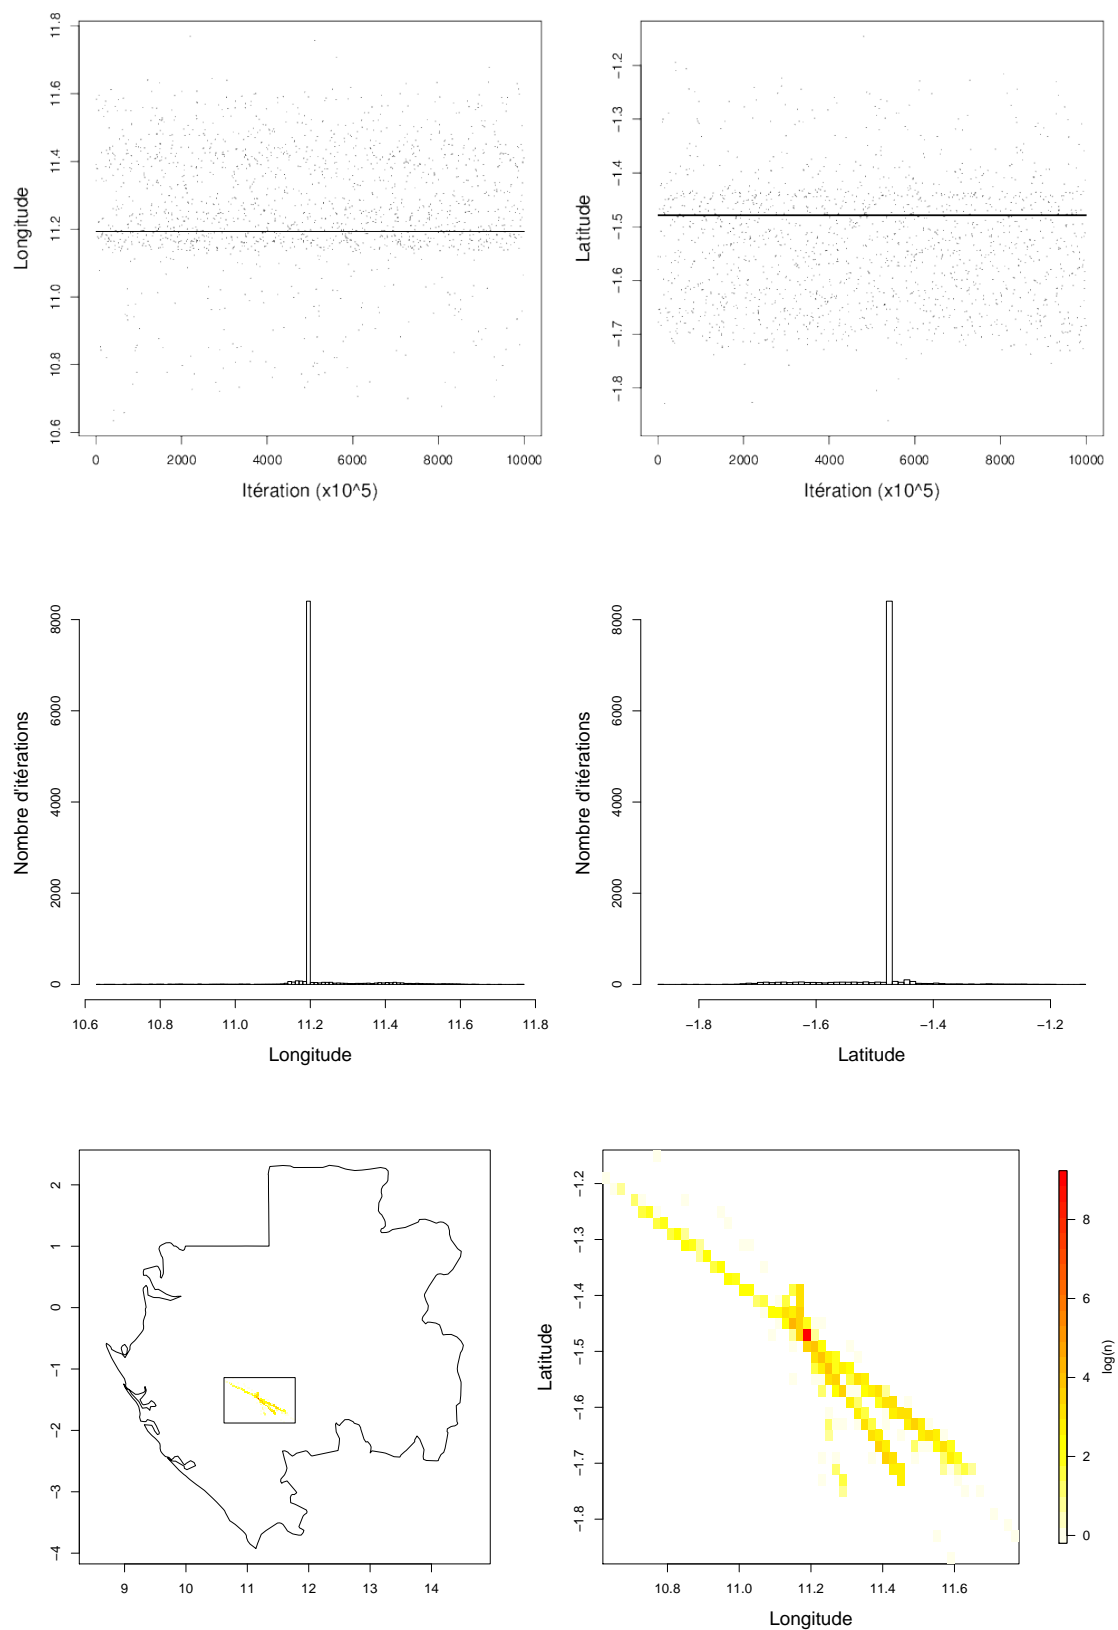 11.8
11.6
11.4
11.2
11.0
10.8
10.6
Longitude
0 2000 4000 6000 8000 10000
Itération (x10^5)
−1.2
−1.3
−1.4
−1.5
−1.6
−1.7
−1.8
Latitude
0 2000 4000 6000 8000 10000
Itération (x10^5)
8000
6000
4000
2000
0
Nombre d'itérations
10.6 10.8 11.0 11.2 11.4 11.6 11.8
Longitude
8000
6000
4000
2000
0
Nombre d'itérations
−1.8 −1.6 −1.4 −1.2
Latitude
2
1
0
−1
−2
−3
−4
9 10 11 12 13 14
−1.2
−1.3
−1.4
−1.5
−1.6
−1.7
−1.8
Latitude
10.8 11.0 11.2 11.4 11.6
Longitude
8
6
4
2
0
log(n)